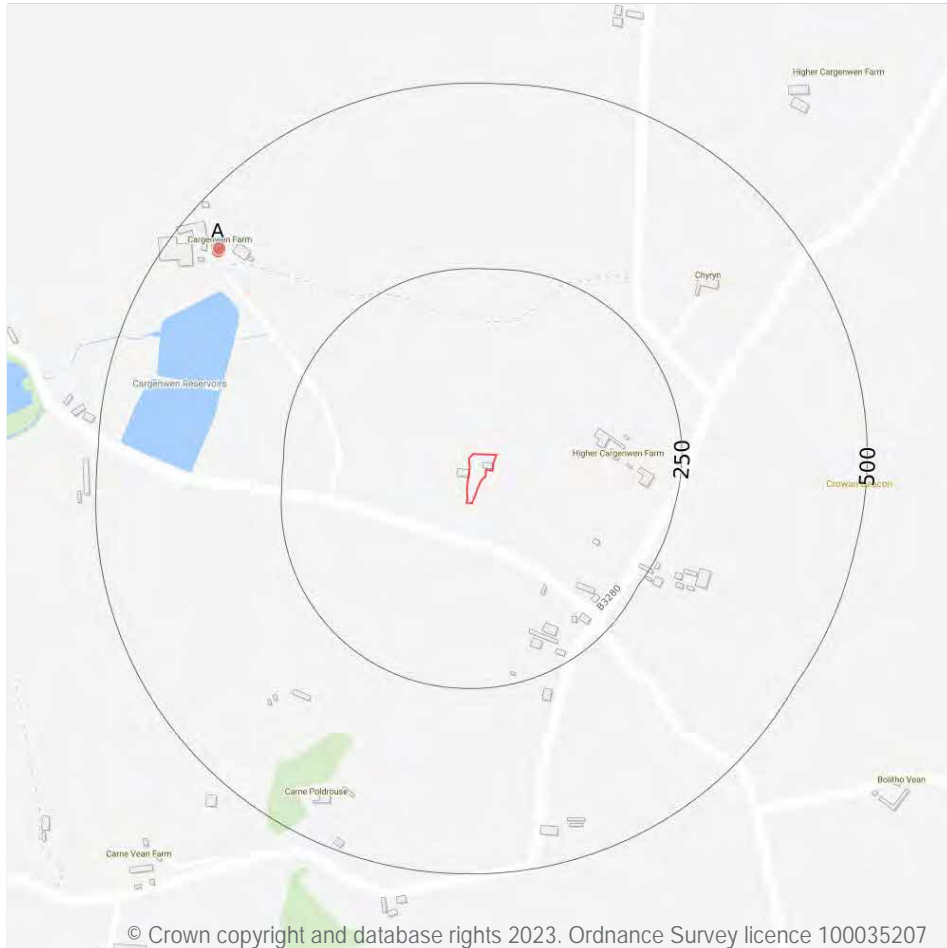 Higher Cargenwen Farm
A
Cargenwen Farm
Chyryn
Cargenwen Reservoirs
250
Higher Cargenwen Farm
500
Crowan Beacon
B3280
Carne Poldrouse
Bolitho Vean
Carne Vean Farm
© Crown copyright and database rights 2023. Ordnance Survey licence 100035207